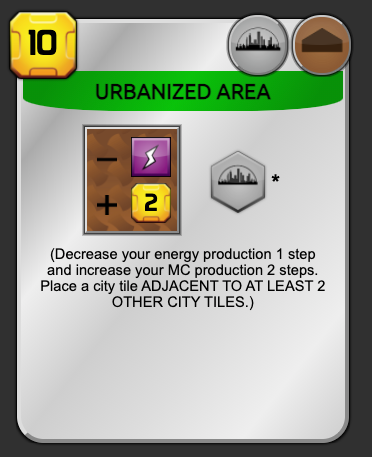 10
URBANIZED AREA
-
+ 2
*
(Decrease your energy production 1 step
and increase your MC production 2 steps.
Place a city tile ADJACENT TO AT LEAST 2
OTHER CITY TILES.)